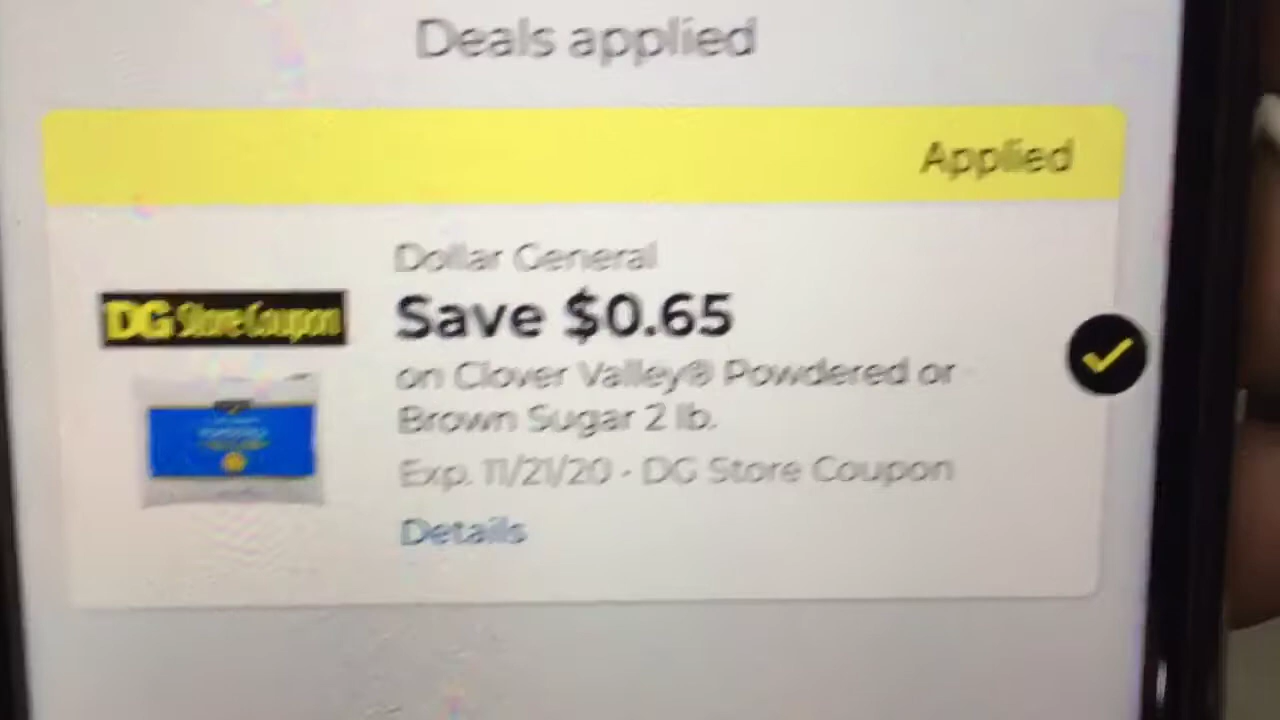 Deals applied
Applied
Dollar General
DG Store Coupon
Save $0.65
on Clover Valley® Powdered or
Brown Sugar 2 lb.
Exp. 11/21/20 • DG Store Coupon
Details